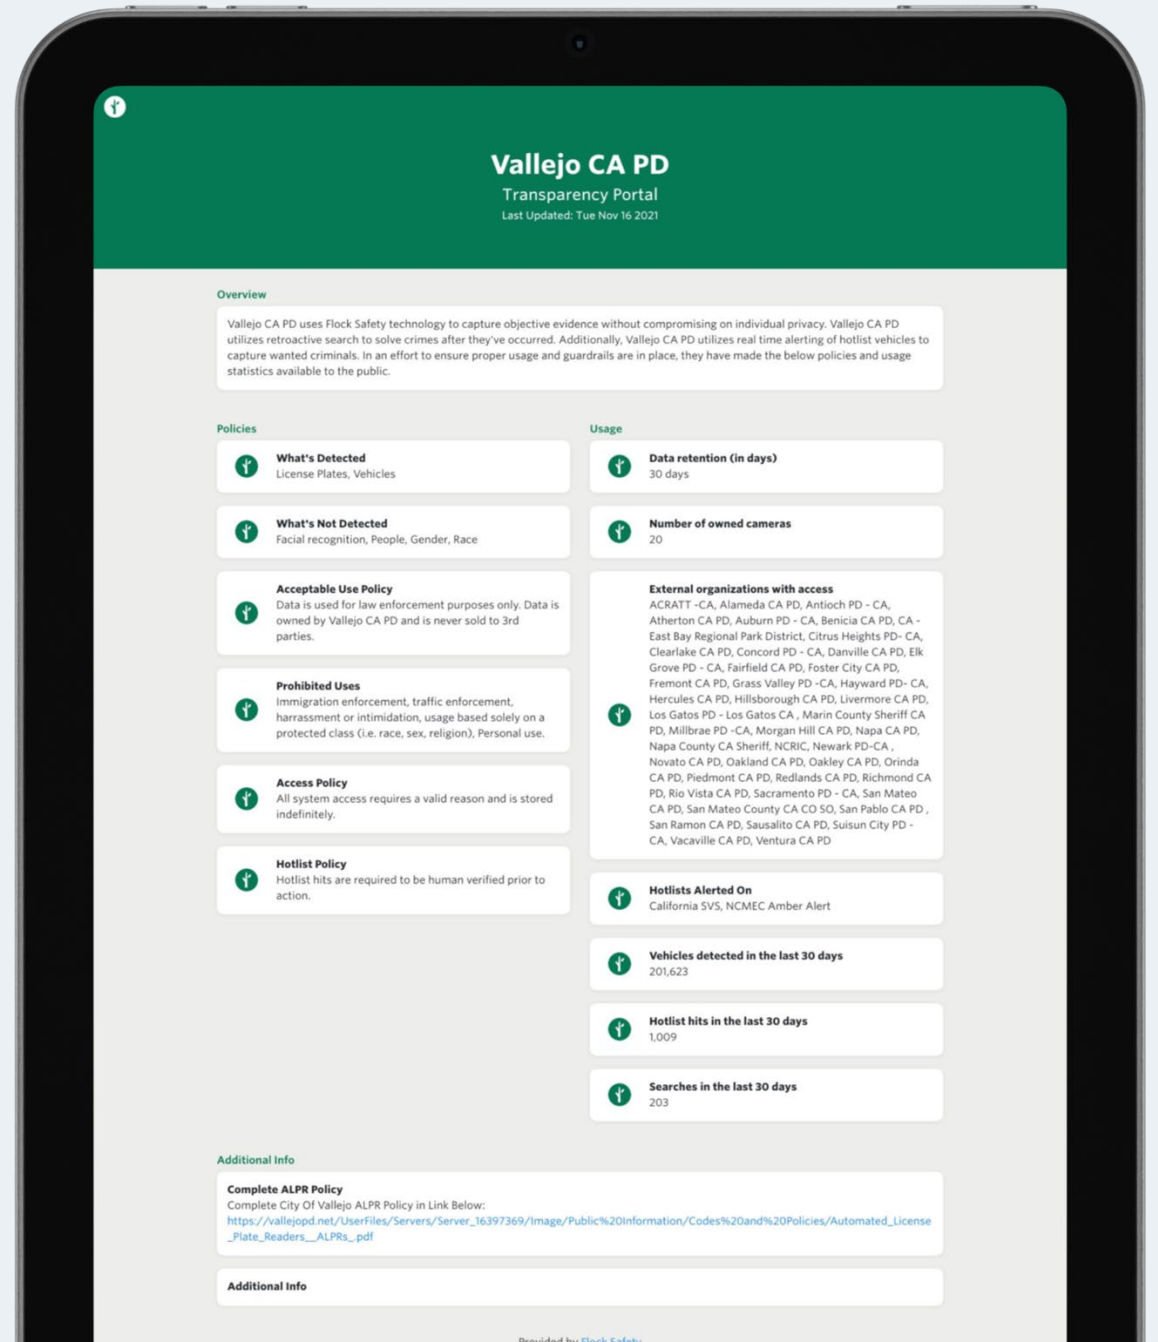 Vallejo CA PD
Transparency Portal
Last Updated: Tue Nov 16 2021
Overview
Vallejo CA PD uses Flock Safety technology to capture objective evidence without compromising on individual privacy. Vallejo CA PD
utilizes retroactive search to solve crimes after they've occurred. Additionally, Vallejo CA PD utilizes real time alerting of hotlist vehicles to
capture wanted criminals. In an effort to ensure proper usage and guardrails are in place, they have made the below policies and usage
statistics available to the public.
Policies
What's Detected
License Plates, Vehicles
What's Not Detected
Facial recognition, People, Gender, Race
Acceptable Use Policy
Data is used for law enforcement purposes only. Data is
owned by Vallejo CA PD and is never sold to 3rd
parties.
Prohibited Uses
Immigration enforcement, traffic enforcement,
harrassment or intimidation, usage based solely on a
protected class (i.e. race, sex, religion), Personal use.
Access Policy
All system access requires a valid reason and is stored
indefinitely.
Hotlist Policy
Hotlist hits are required to be human verified prior to
action.
Usage
Data retention (in days)
30 days
Number of owned cameras
20
External organizations with access
ACRATT -CA, Alameda CA PD, Antioch PD - CA,
Atherton CA PD, Auburn PD - CA, Benicia CA PD, CA -
East Bay Regional Park District, Citrus Heights PD- CA,
Clearlake CA PD, Concord PD - CA, Danville CA PD, Elk
Grove PD - CA, Fairfield CA PD, Foster City CA PD,
Fremont CA PD, Grass Valley PD -CA, Hayward PD- CA,
Hercules CA PD, Hillsborough CA PD, Livermore CA PD,
Los Gatos PD - Los Gatos CA , Marin County Sheriff CA
PD, Millbrae PD -CA, Morgan Hill CA PD, Napa CA PD,
Napa County CA Sheriff, NCRIC, Newark PD-CA ,
Novato CA PD, Oakland CA PD, Oakley CA PD, Orinda
CA PD, Piedmont CA PD, Redlands CA PD, Richmond CA
PD, Rio Vista CA PD, Sacramento PD - CA, San Mateo
CA PD, San Mateo County CA CO SO, San Pablo CA PD ,
San Ramon CA PD, Sausalito CA PD, Suisun City PD -
CA, Vacaville CA PD, Ventura CA PD
Hotlists Alerted On
California SVS, NCMEC Amber Alert
Vehicles detected in the last 30 days
201,623
Hotlist hits in the last 30 days
1,009
Searches in the last 30 days
203
Additional Info
Complete ALPR Policy
Complete City Of Vallejo ALPR Policy in Link Below:
https://vallejopd.net/UserFiles/Servers/Server_16397369/Image/Public%20Information/Codes%20and%20Policies/Automated_License
_Plate_Readers__ALPRs_.pdf
Additional Info
Provided by Flock Safety